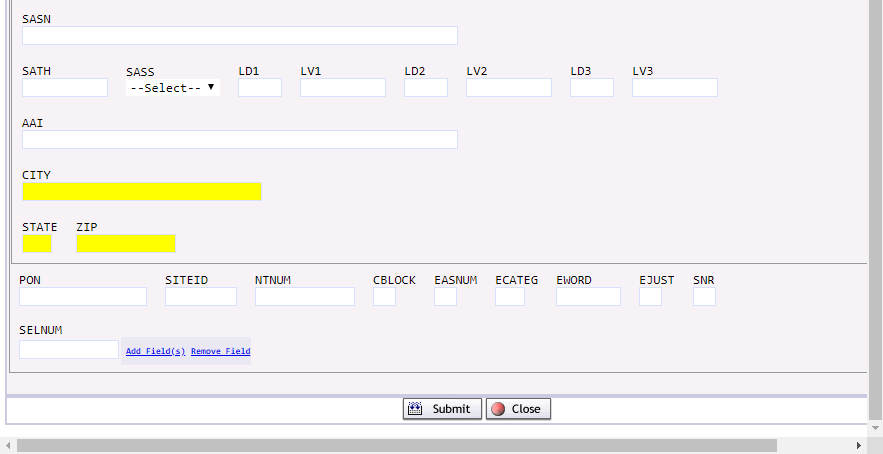 SASN
SATH SASS LD1 LV1 LD2 LV2 LD3 LV3
--Select--
AAI
CITY
STATE ZIP
PON SITEID NTNUM CBLOCK EASNUM ECATEG EWORD EJUST SNR
SELNUM
Add Field(s) Remove Field
Submit Close